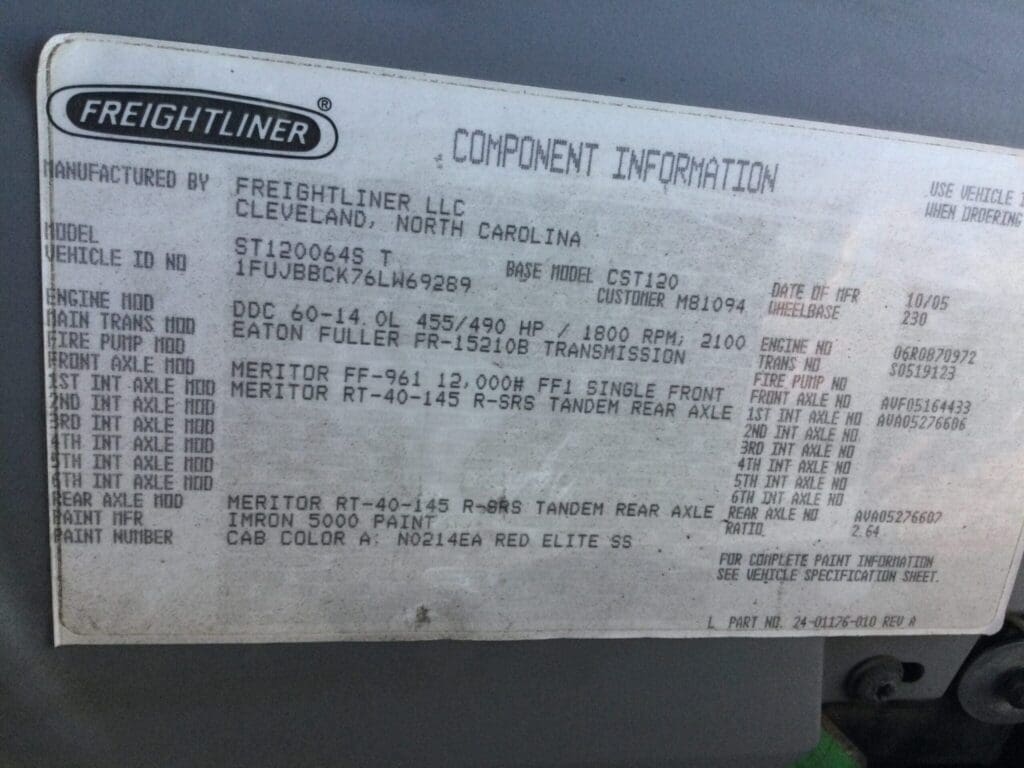 FREIGHTLINER ®
COMPONENT INFORMATION
USE VEHICLE
WHEN ORDERING
MANUFACTURED BY FREIGHTLINER LLC
CLEVELAND, NORTH CAROLINA
MODEL ST120064S T BASE MODEL CST120 DATE OF MFR 10/05
VEHICLE ID NO 1FUJBBCK76LW69289 CUSTOMER M81094 WHEELBASE 230
ENGINE MOD DDC 60-14.0L 455/490 HP / 1800 RPM, 2100 ENGINE NO 06R0870972
MAIN TRANS MOD EATON FULLER FR-15210B TRANSMISSION TRANS NO S0519123
FIRE PUMP MOD FIRE PUMP NO
FRONT AXLE MOD MERITOR FF-961 12,000# FF1 SINGLE FRONT FRONT AXLE NO AVF05164433
1ST INT AXLE MOD MERITOR RT-40-145 R-SRS TANDEM REAR AXLE 1ST INT AXLE NO AVA05276606
2ND INT AXLE MOD 2ND INT AXLE NO
3RD INT AXLE MOD 3RD INT AXLE NO
4TH INT AXLE MOD 4TH INT AXLE NO
5TH INT AXLE MOD 5TH INT AXLE NO
6TH INT AXLE MOD 6TH INT AXLE NO
REAR AXLE MOD MERITOR RT-40-145 R-SRS TANDEM REAR AXLE REAR AXLE NO AVA05276607
PAINT MFR IMRON 5000 PAINT RATIO 2.64
PAINT NUMBER CAB COLOR A: N0214EA RED ELITE SS
FOR COMPLETE PAINT INFORMATION
SEE VEHICLE SPECIFICATION SHEET.
L PART NO. 24-01176-010 REV A